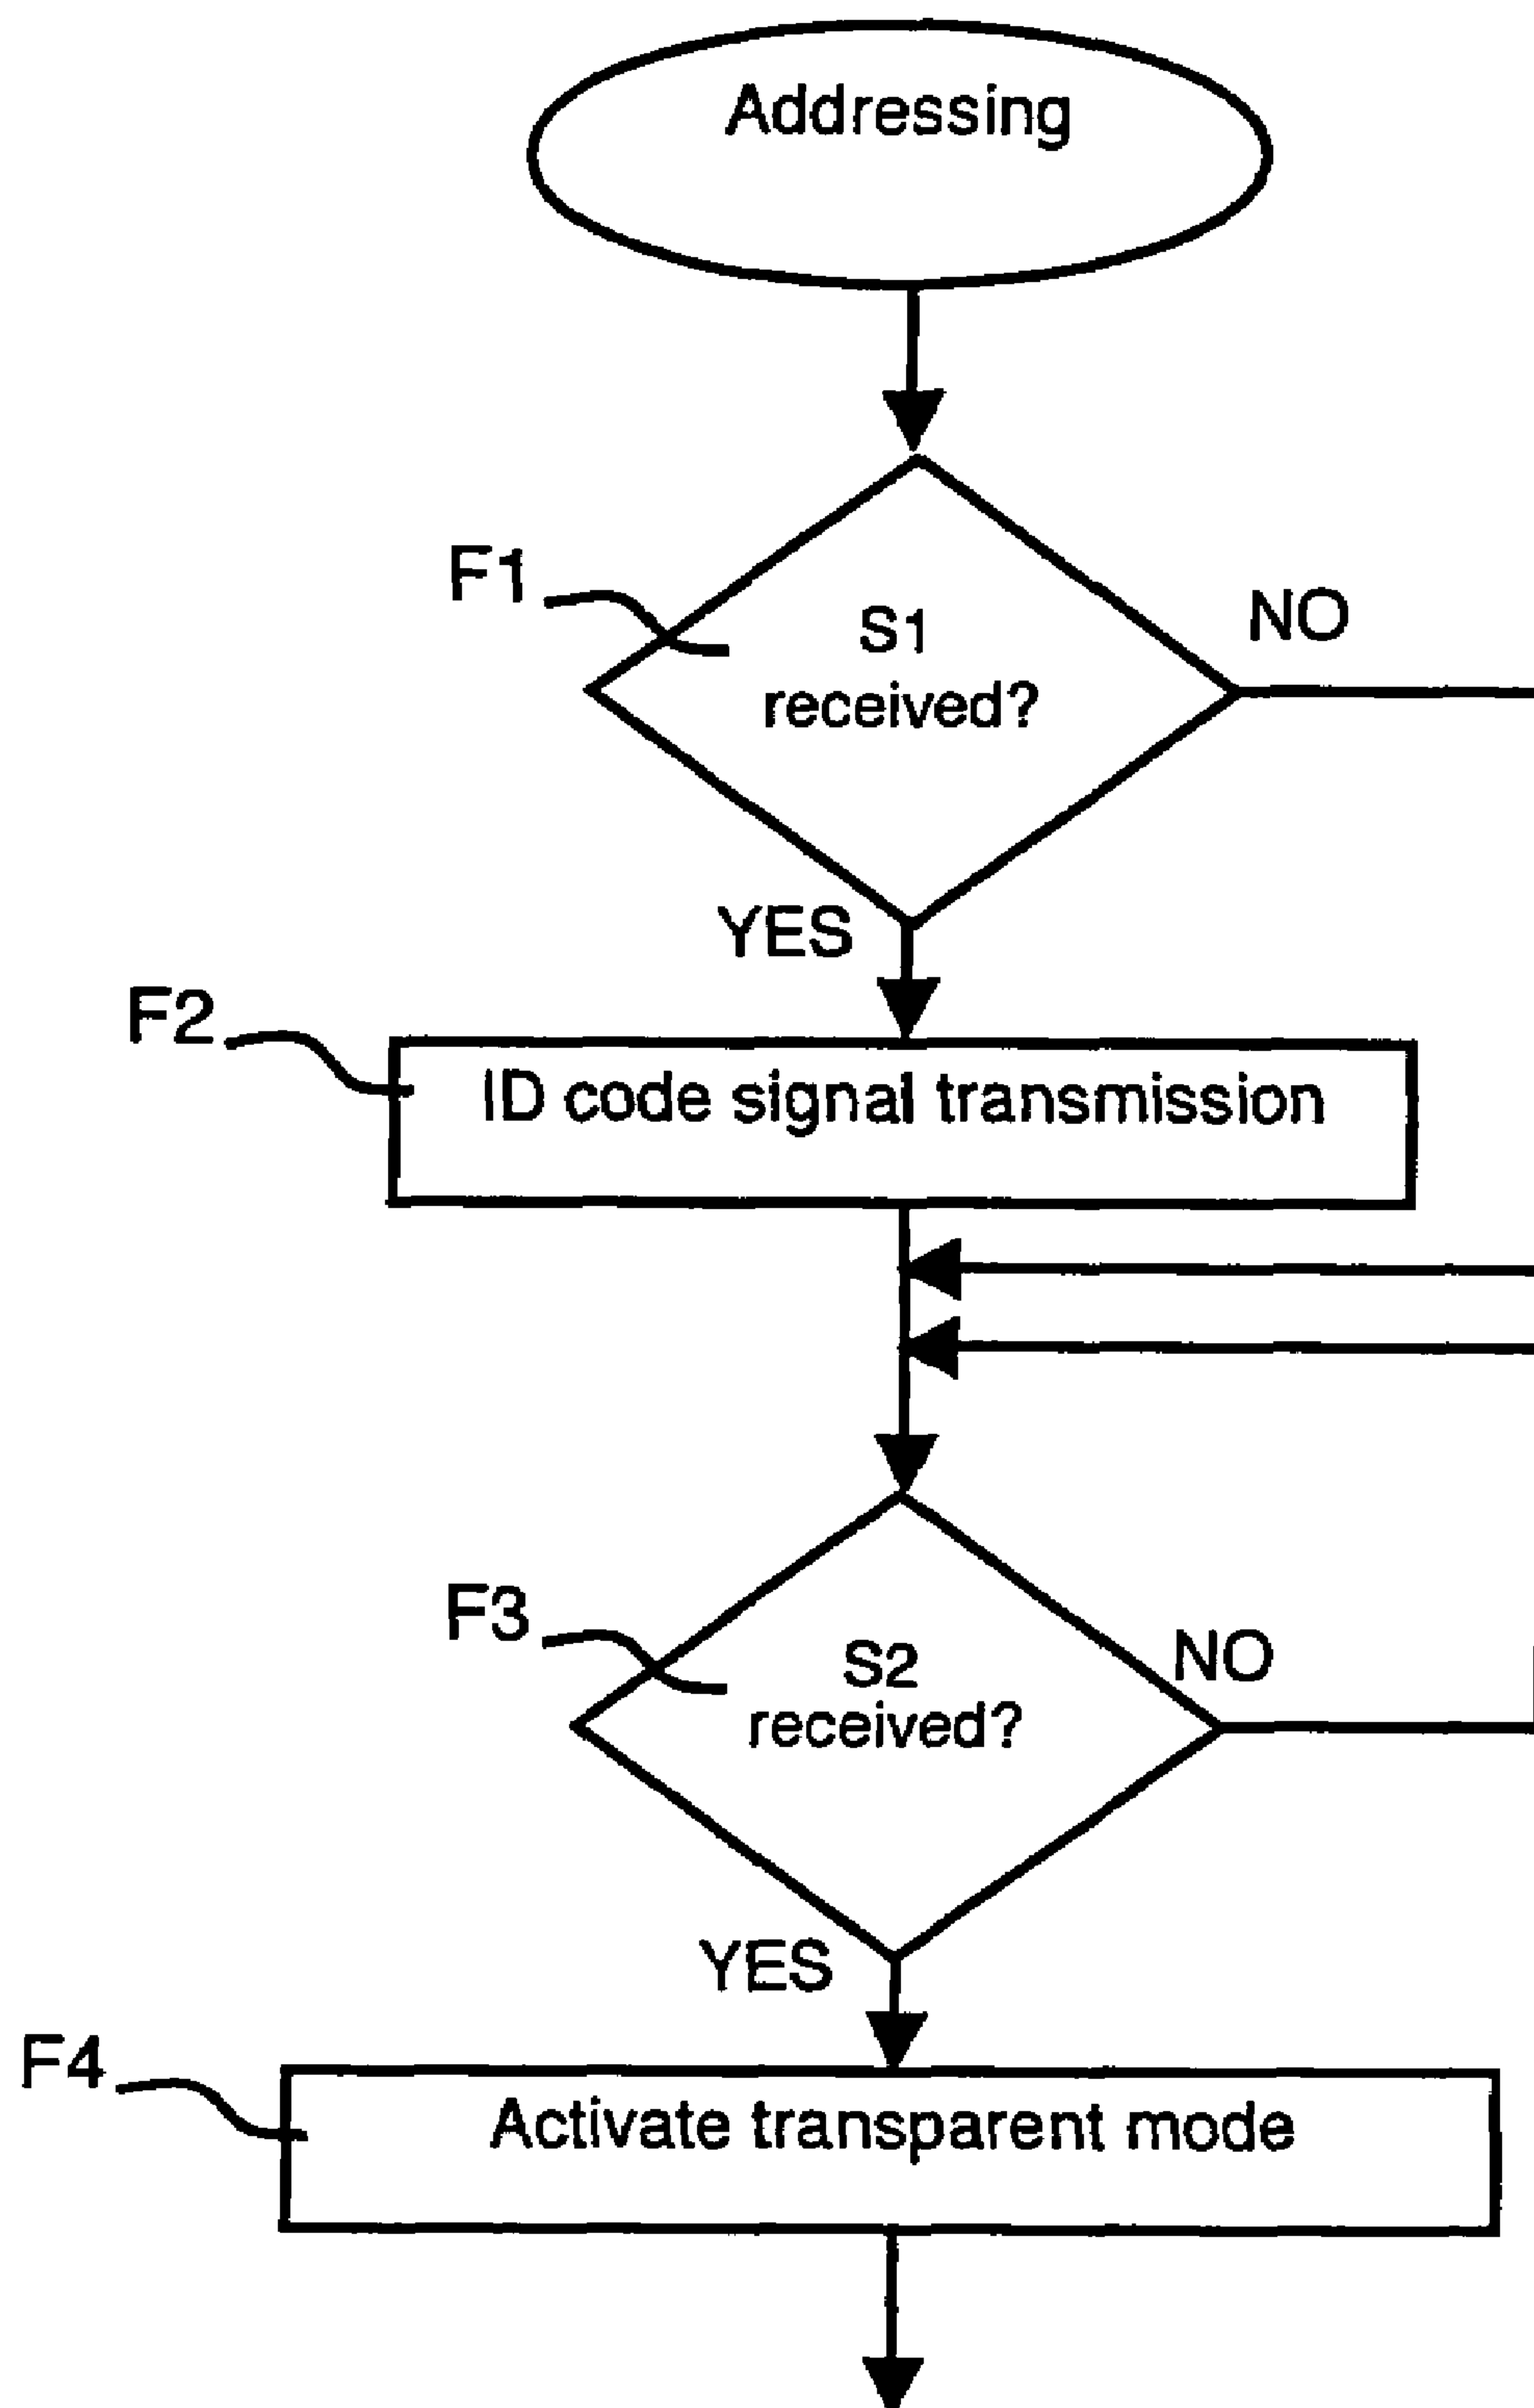 Addressing
F1
S1
received?
NO
YES
F2
ID code signal transmission
F3
S2
received?
NO
YES
F4
Activate transparent mode